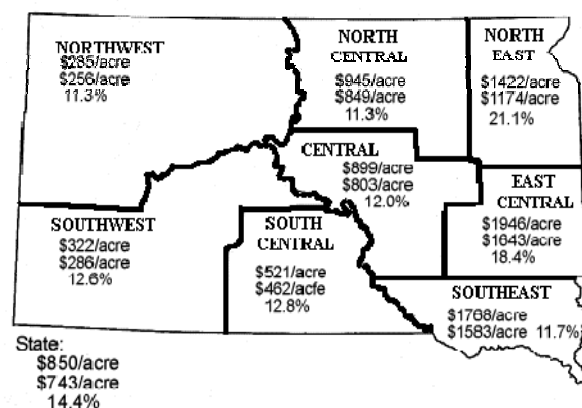 NORTHWEST
$285/acre
$256/acre
11.3%
NORTH
CENTRAL
$945/acre
$849/acre
11.3%
NORTH
EAST
$1422/acre
$1174/acre
21.1%
CENTRAL
$899/acre
$803/acre
12.0%
EAST
CENTRAL
$1946/acre
$1643/acre
18.4%
SOUTHWEST
$322/acre
$286/acre
12.6%
SOUTH
CENTRAL
$521/acre
$462/acfe
12.8%
SOUTHEAST
$1768/acre
$1583/acre 11.7%
State:
$850/acre
$743/acre
14.4%